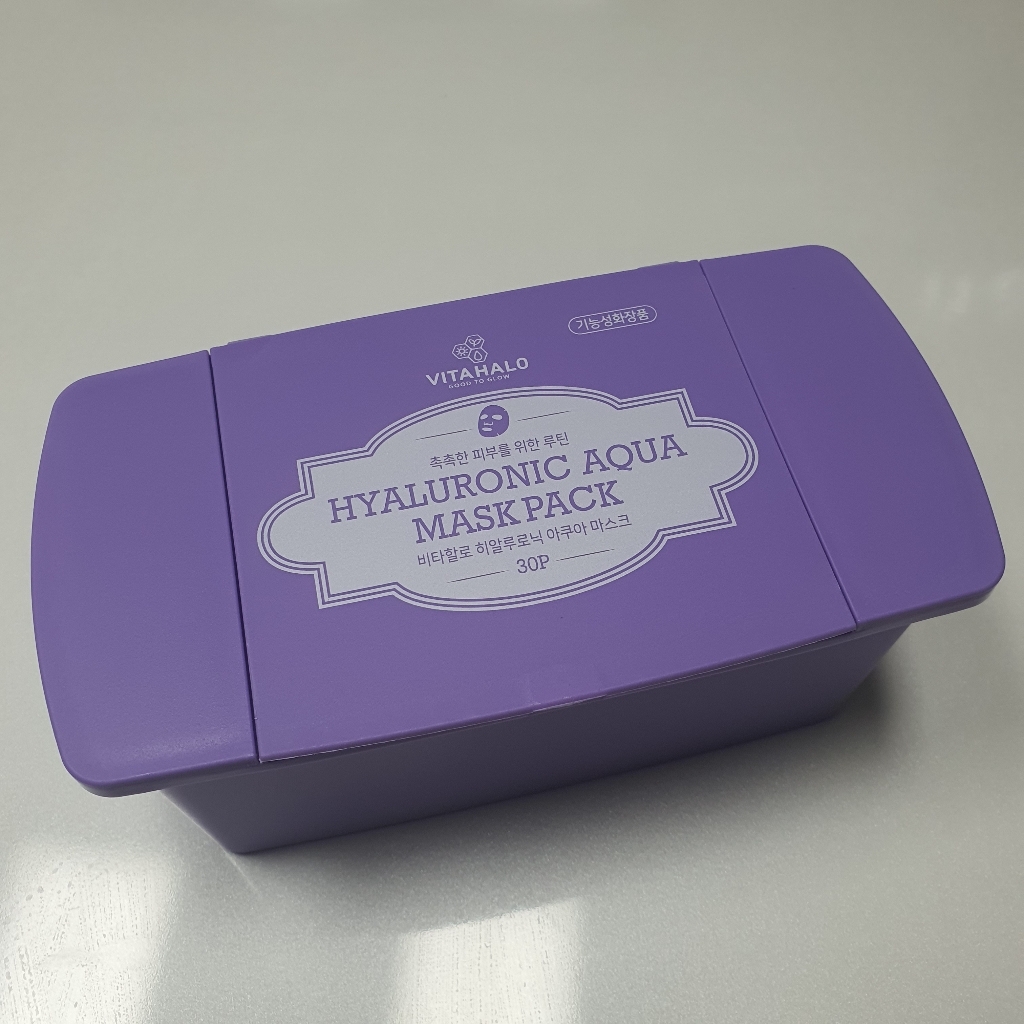 기능성화장품
VITAHALO
GOOD TO GLOW
촉촉한 피부를 위한 루틴
HYALURONIC AQUA
MASK PACK
비타할로 히알루로닉 아쿠아 마스크
30P